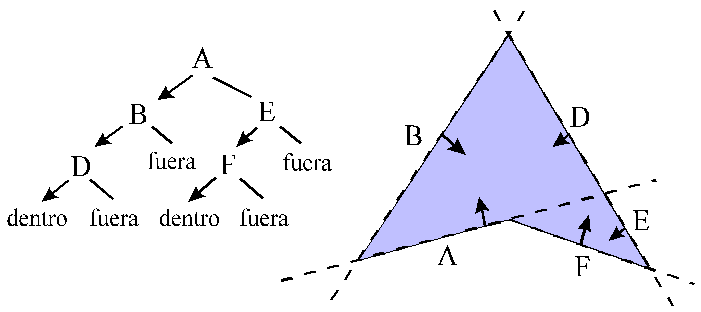 A
B E
D fuera F fuera
dentro fuera dentro fuera
B D
E
A F